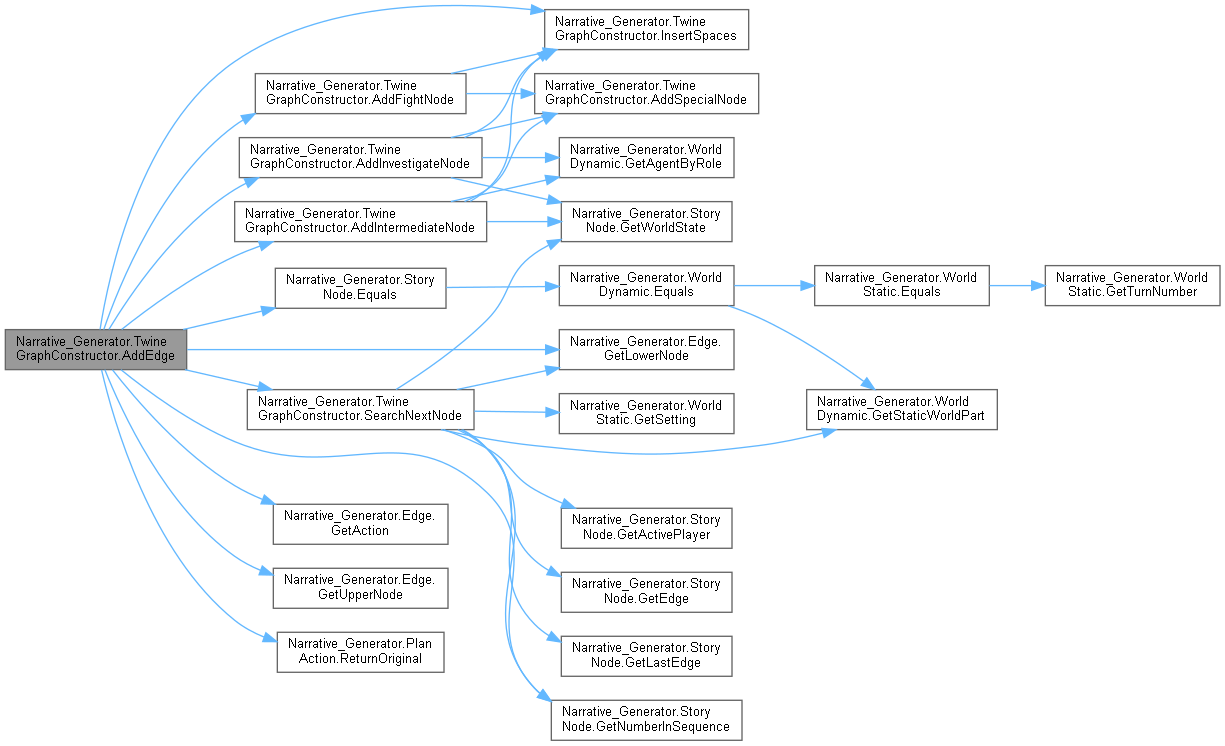 Narrative_Generator.Twine
GraphConstructor.AddEdge
Narrative_Generator.Twine
GraphConstructor.InsertSpaces
Narrative_Generator.Twine
GraphConstructor.AddFightNode
Narrative_Generator.Twine
GraphConstructor.AddSpecialNode
Narrative_Generator.Twine
GraphConstructor.AddInvestigateNode
Narrative_Generator.World
Dynamic.GetAgentByRole
Narrative_Generator.Twine
GraphConstructor.AddIntermediateNode
Narrative_Generator.Story
Node.GetWorldState
Narrative_Generator.Story
Node.Equals
Narrative_Generator.World
Dynamic.Equals
Narrative_Generator.World
Static.Equals
Narrative_Generator.World
Static.GetTurnNumber
Narrative_Generator.Edge.
GetLowerNode
Narrative_Generator.Twine
GraphConstructor.SearchNextNode
Narrative_Generator.World
Static.GetSetting
Narrative_Generator.World
Dynamic.GetStaticWorldPart
Narrative_Generator.Edge.
GetAction
Narrative_Generator.Story
Node.GetActivePlayer
Narrative_Generator.Edge.
GetUpperNode
Narrative_Generator.Story
Node.GetEdge
Narrative_Generator.Plan
Action.ReturnOriginal
Narrative_Generator.Story
Node.GetLastEdge
Narrative_Generator.Story
Node.GetNumberInSequence